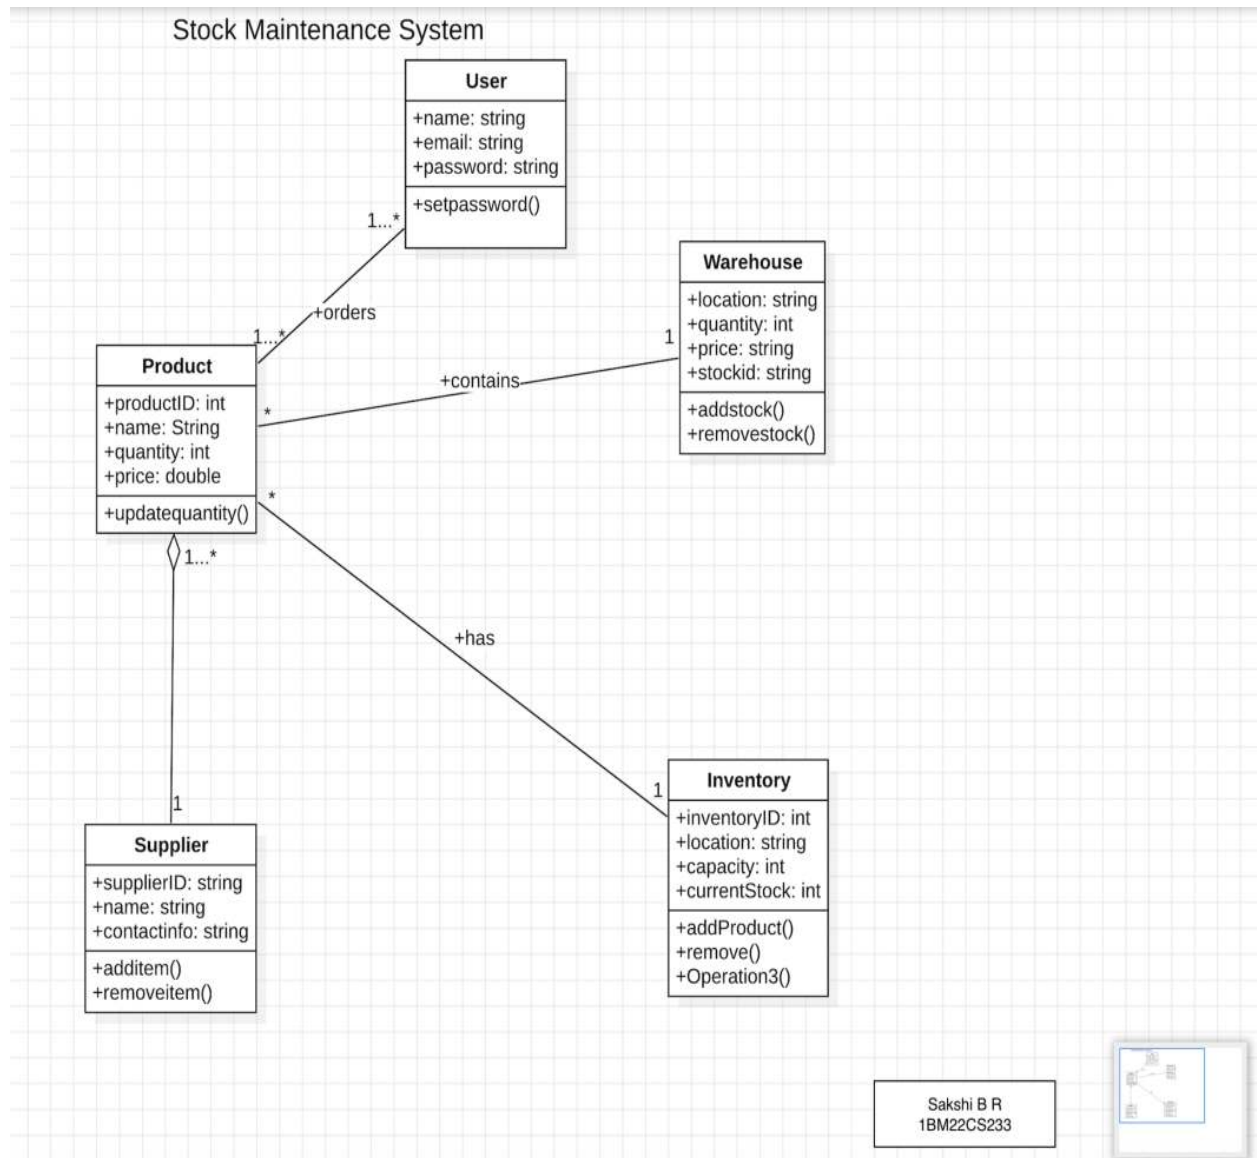 Stock Maintenance System
User
+name: string
+email: string
+password: string
+setpassword()
1...*
+orders
1...*
Warehouse
+location: string
+quantity: int
+price: string
+stockid: string
+addstock()
+removestock()
1
+contains
*
Product
+productID: int
+name: String
+quantity: int
+price: double
+updatequantity()
*
1...*
+has
1
Inventory
+inventoryID: int
+location: string
+capacity: int
+currentStock: int
+addProduct()
+remove()
+Operation3()
1
Supplier
+supplierID: string
+name: string
+contactinfo: string
+additem()
+removeitem()
Sakshi B R
1BM22CS233